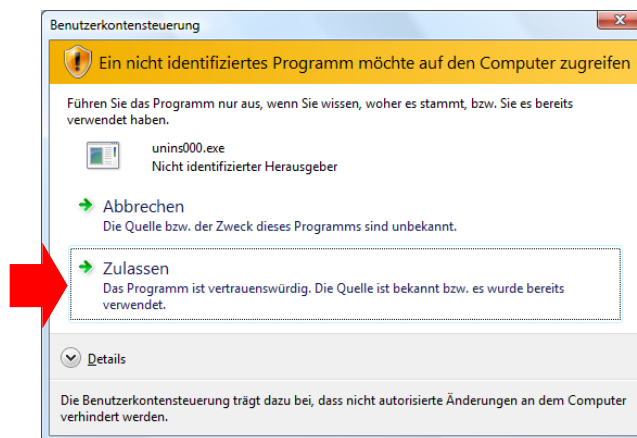 Benutzerkontensteuerung
Ein nicht identifiziertes Programm möchte auf den Computer zugreifen
Führen Sie das Programm nur aus, wenn Sie wissen, woher es stammt, bzw. Sie es bereits
verwendet haben.
unins000.exe
Nicht identifizierter Herausgeber
Abbrechen
Die Quelle bzw. der Zweck dieses Programms sind unbekannt.
Zulassen
Das Programm ist vertrauenswürdig. Die Quelle ist bekannt bzw. es wurde bereits
verwendet.
Details
Die Benutzerkontensteuerung trägt dazu bei, dass nicht autorisierte Änderungen an dem Computer
verhindert werden.